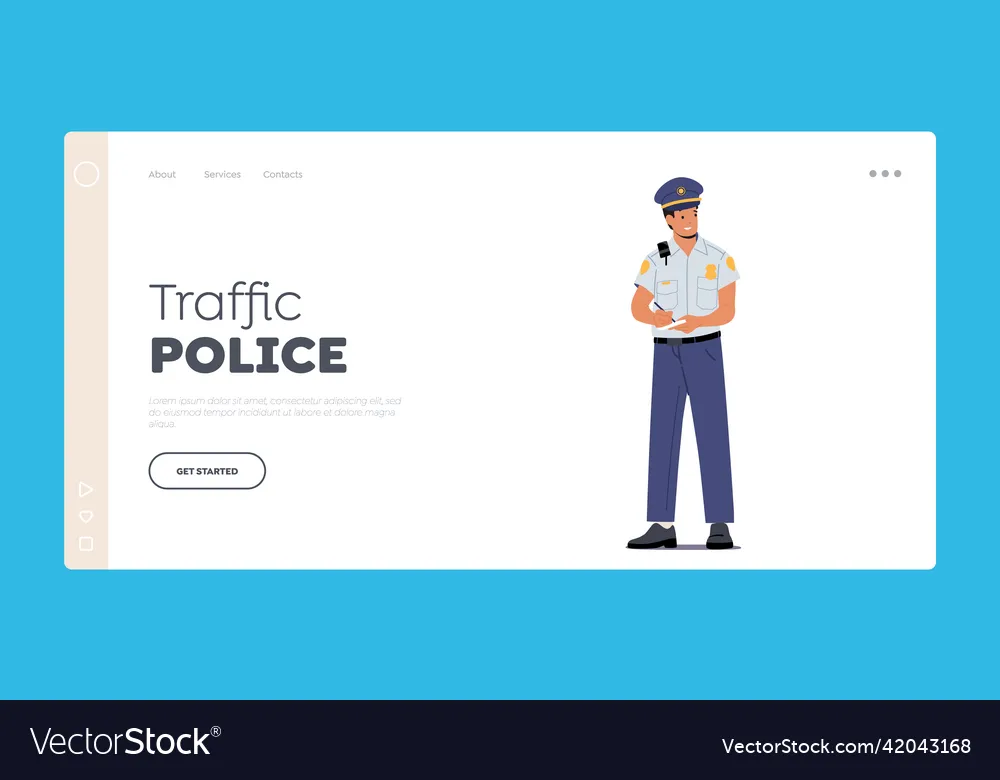 About Services Contacts
Traffic
POLICE
Lorem ipsum dolor sit amet, consectetur adipiscing elit, sed
do eiusmod tempor incididunt ut labore et dolore magna
aliqua.
GET STARTED
VectorStock®
VectorStock.com/42043168